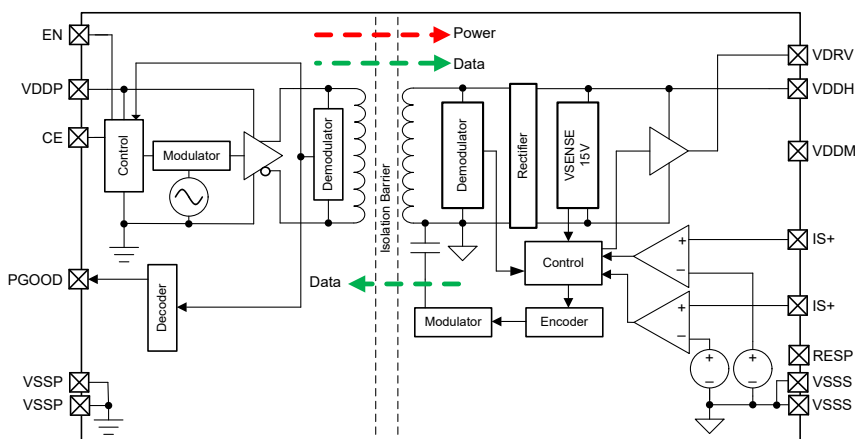 EN
Power
VDRV
Data
VDDP
VDDH
CE
Control
Modulator
Demodulator
Isolation Barrier
Demodulator
Rectifier
VSENSE
15V
VDDM
IS+
+
−
Control
PGOOD
Decoder
Data
IS+
+
−
Modulator
Encoder
RESP
+
−
+
−
VSSP
VSSS
VSSP
VSSS